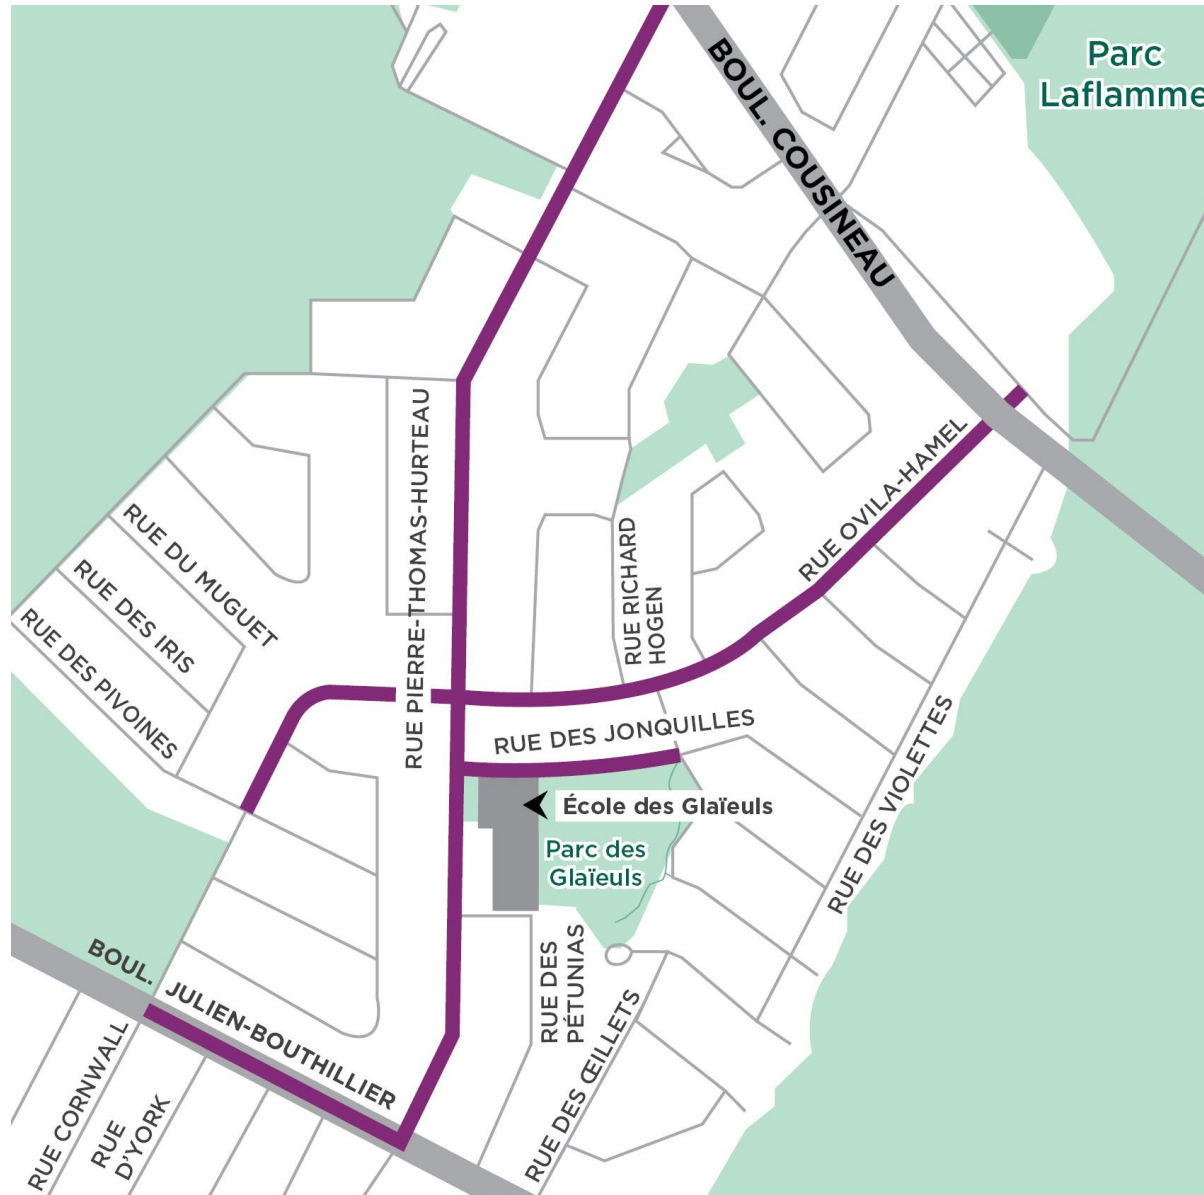 Parc
Laflamme
BOUL. COUSINEAU
RUE PIERRE-THOMAS-HURTEAU
RUE OVILA-HAMEL
RUE DU MUGUET
RUE DES IRIS
RUE DES PIVOINES
RUE RICHARD
HOGEN
RUE DES JONQUILLES
RUE DES VIOLETTES
École des Glaïeuls
Parc des
Glaïeuls
RUE DES
PÉTUNIAS
RUE DES ŒILLETS
BOUL.
JULIEN-BOUTHILLIER
RUE CORNWALL
RUE
D'YORK